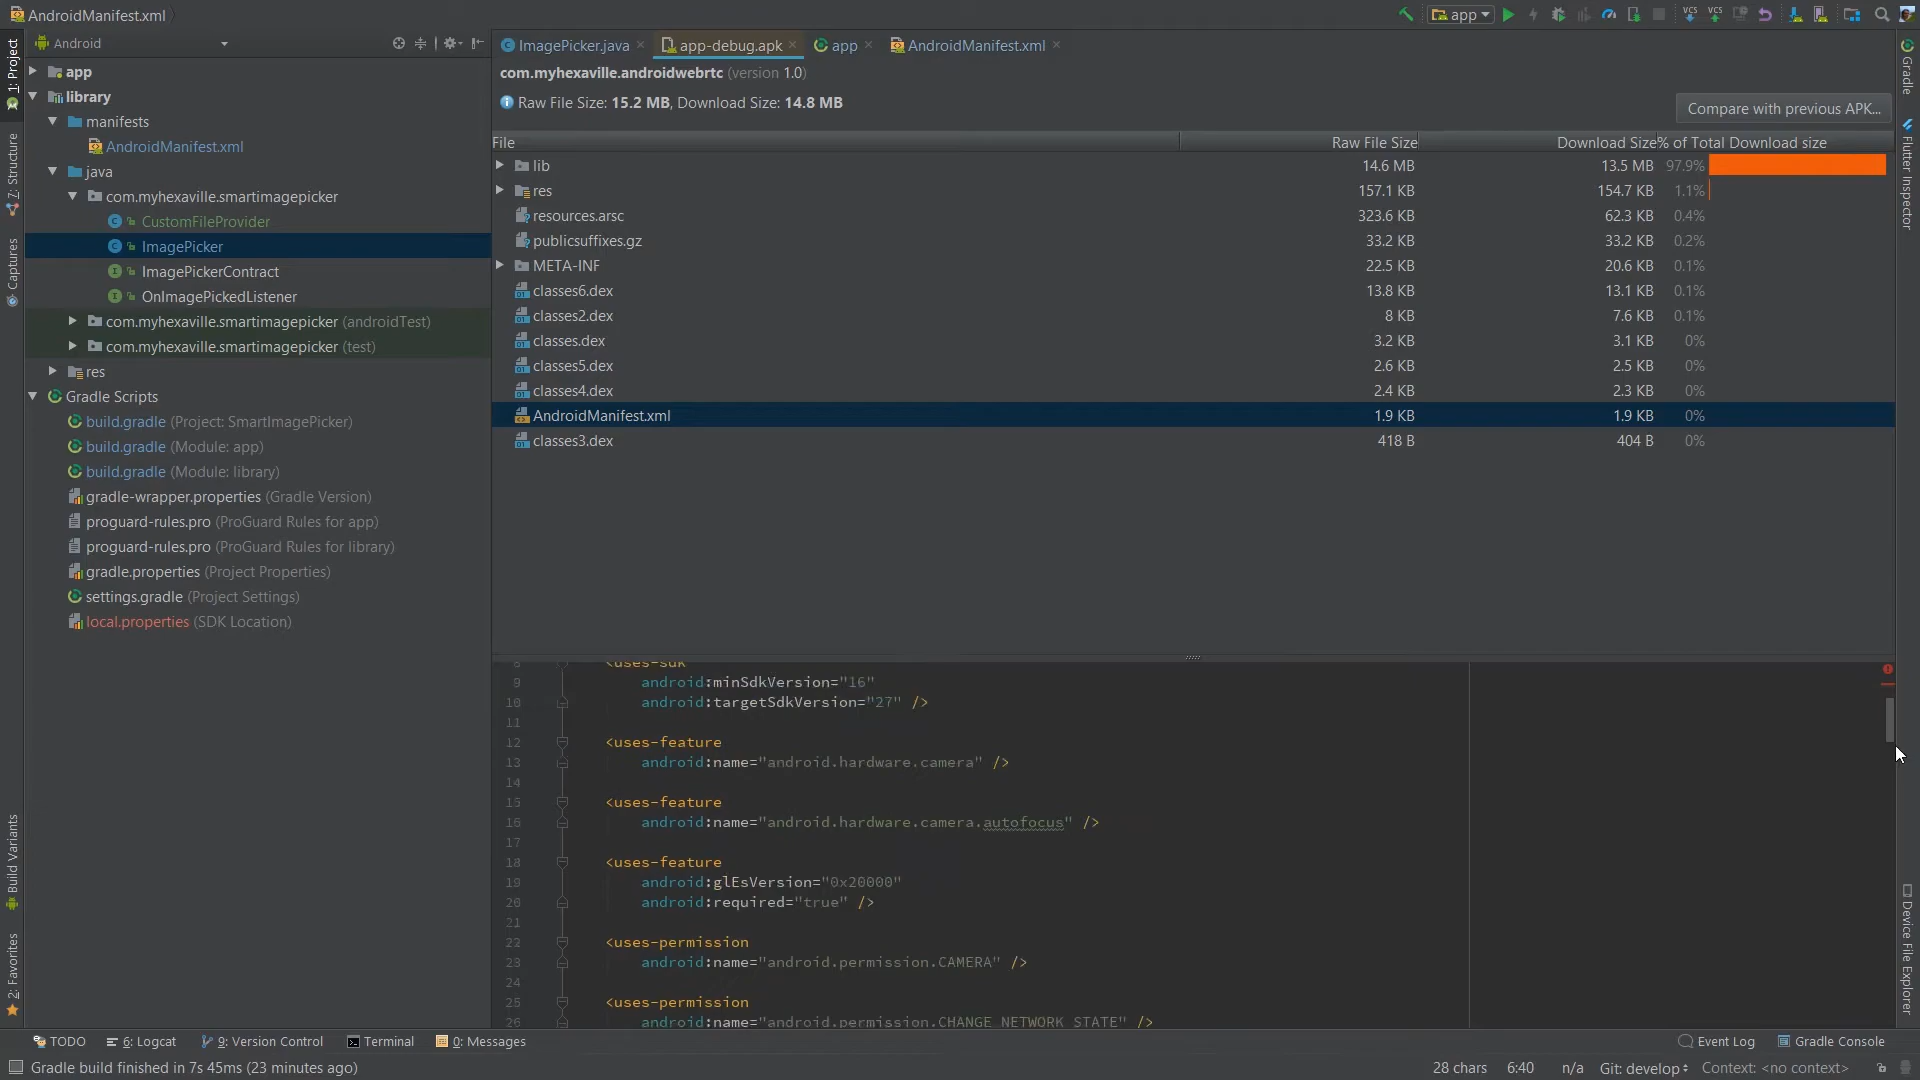 AndroidManifest.xml
app
1: Project
7: Structure
Captures
Build Variants
2: Favorites
Android
app
library
manifests
AndroidManifest.xml
java
com.myhexaville.smartimagepicker
CustomFileProvider
ImagePicker
ImagePickerContract
OnImagePickedListener
com.myhexaville.smartimagepicker (androidTest)
com.myhexaville.smartimagepicker (test)
res
Gradle Scripts
build.gradle (Project: SmartImagePicker)
build.gradle (Module: app)
build.gradle (Module: library)
gradle-wrapper.properties (Gradle Version)
proguard-rules.pro (ProGuard Rules for app)
proguard-rules.pro (ProGuard Rules for library)
gradle.properties (Project Properties)
settings.gradle (Project Settings)
local.properties (SDK Location)
ImagePicker.java app-debug.apk app AndroidManifest.xml
com.myhexaville.androidwebrtc (version 1.0)
Raw File Size: 15.2 MB, Download Size: 14.8 MB
Compare with previous APK...
File Raw File Size Download Size % of Total Download size
lib 14.6 MB 13.5 MB 97.9%
res 157.1 KB 154.7 KB 1.1%
resources.arsc 323.6 KB 62.3 KB 0.4%
publicsuffixes.gz 33.2 KB 33.2 KB 0.2%
META-INF 22.5 KB 20.6 KB 0.1%
classes6.dex 13.8 KB 13.1 KB 0.1%
classes2.dex 8 KB 7.6 KB 0.1%
classes.dex 3.2 KB 3.1 KB 0%
classes5.dex 2.6 KB 2.5 KB 0%
classes4.dex 2.4 KB 2.3 KB 0%
AndroidManifest.xml 1.9 KB 1.9 KB 0%
classes3.dex 418 B 404 B 0%
8 <uses-sdk
9 android:minSdkVersion="16"
10 android:targetSdkVersion="27" />
11
12 <uses-feature
13 android:name="android.hardware.camera" />
14
15 <uses-feature
16 android:name="android.hardware.camera.autofocus" />
17
18 <uses-feature
19 android:glEsVersion="0x20000"
20 android:required="true" />
21
22 <uses-permission
23 android:name="android.permission.CAMERA" />
24
25 <uses-permission
26 android:name="android.permission.CHANGE_NETWORK_STATE" />
Gradle
Flutter Inspector
Device File Explorer
TODO 6: Logcat 9: Version Control Terminal 0: Messages Event Log Gradle Console
Gradle build finished in 7s 45ms (23 minutes ago) 28 chars 6:40 n/a Git: develop Context: <no context>
VCS VCS